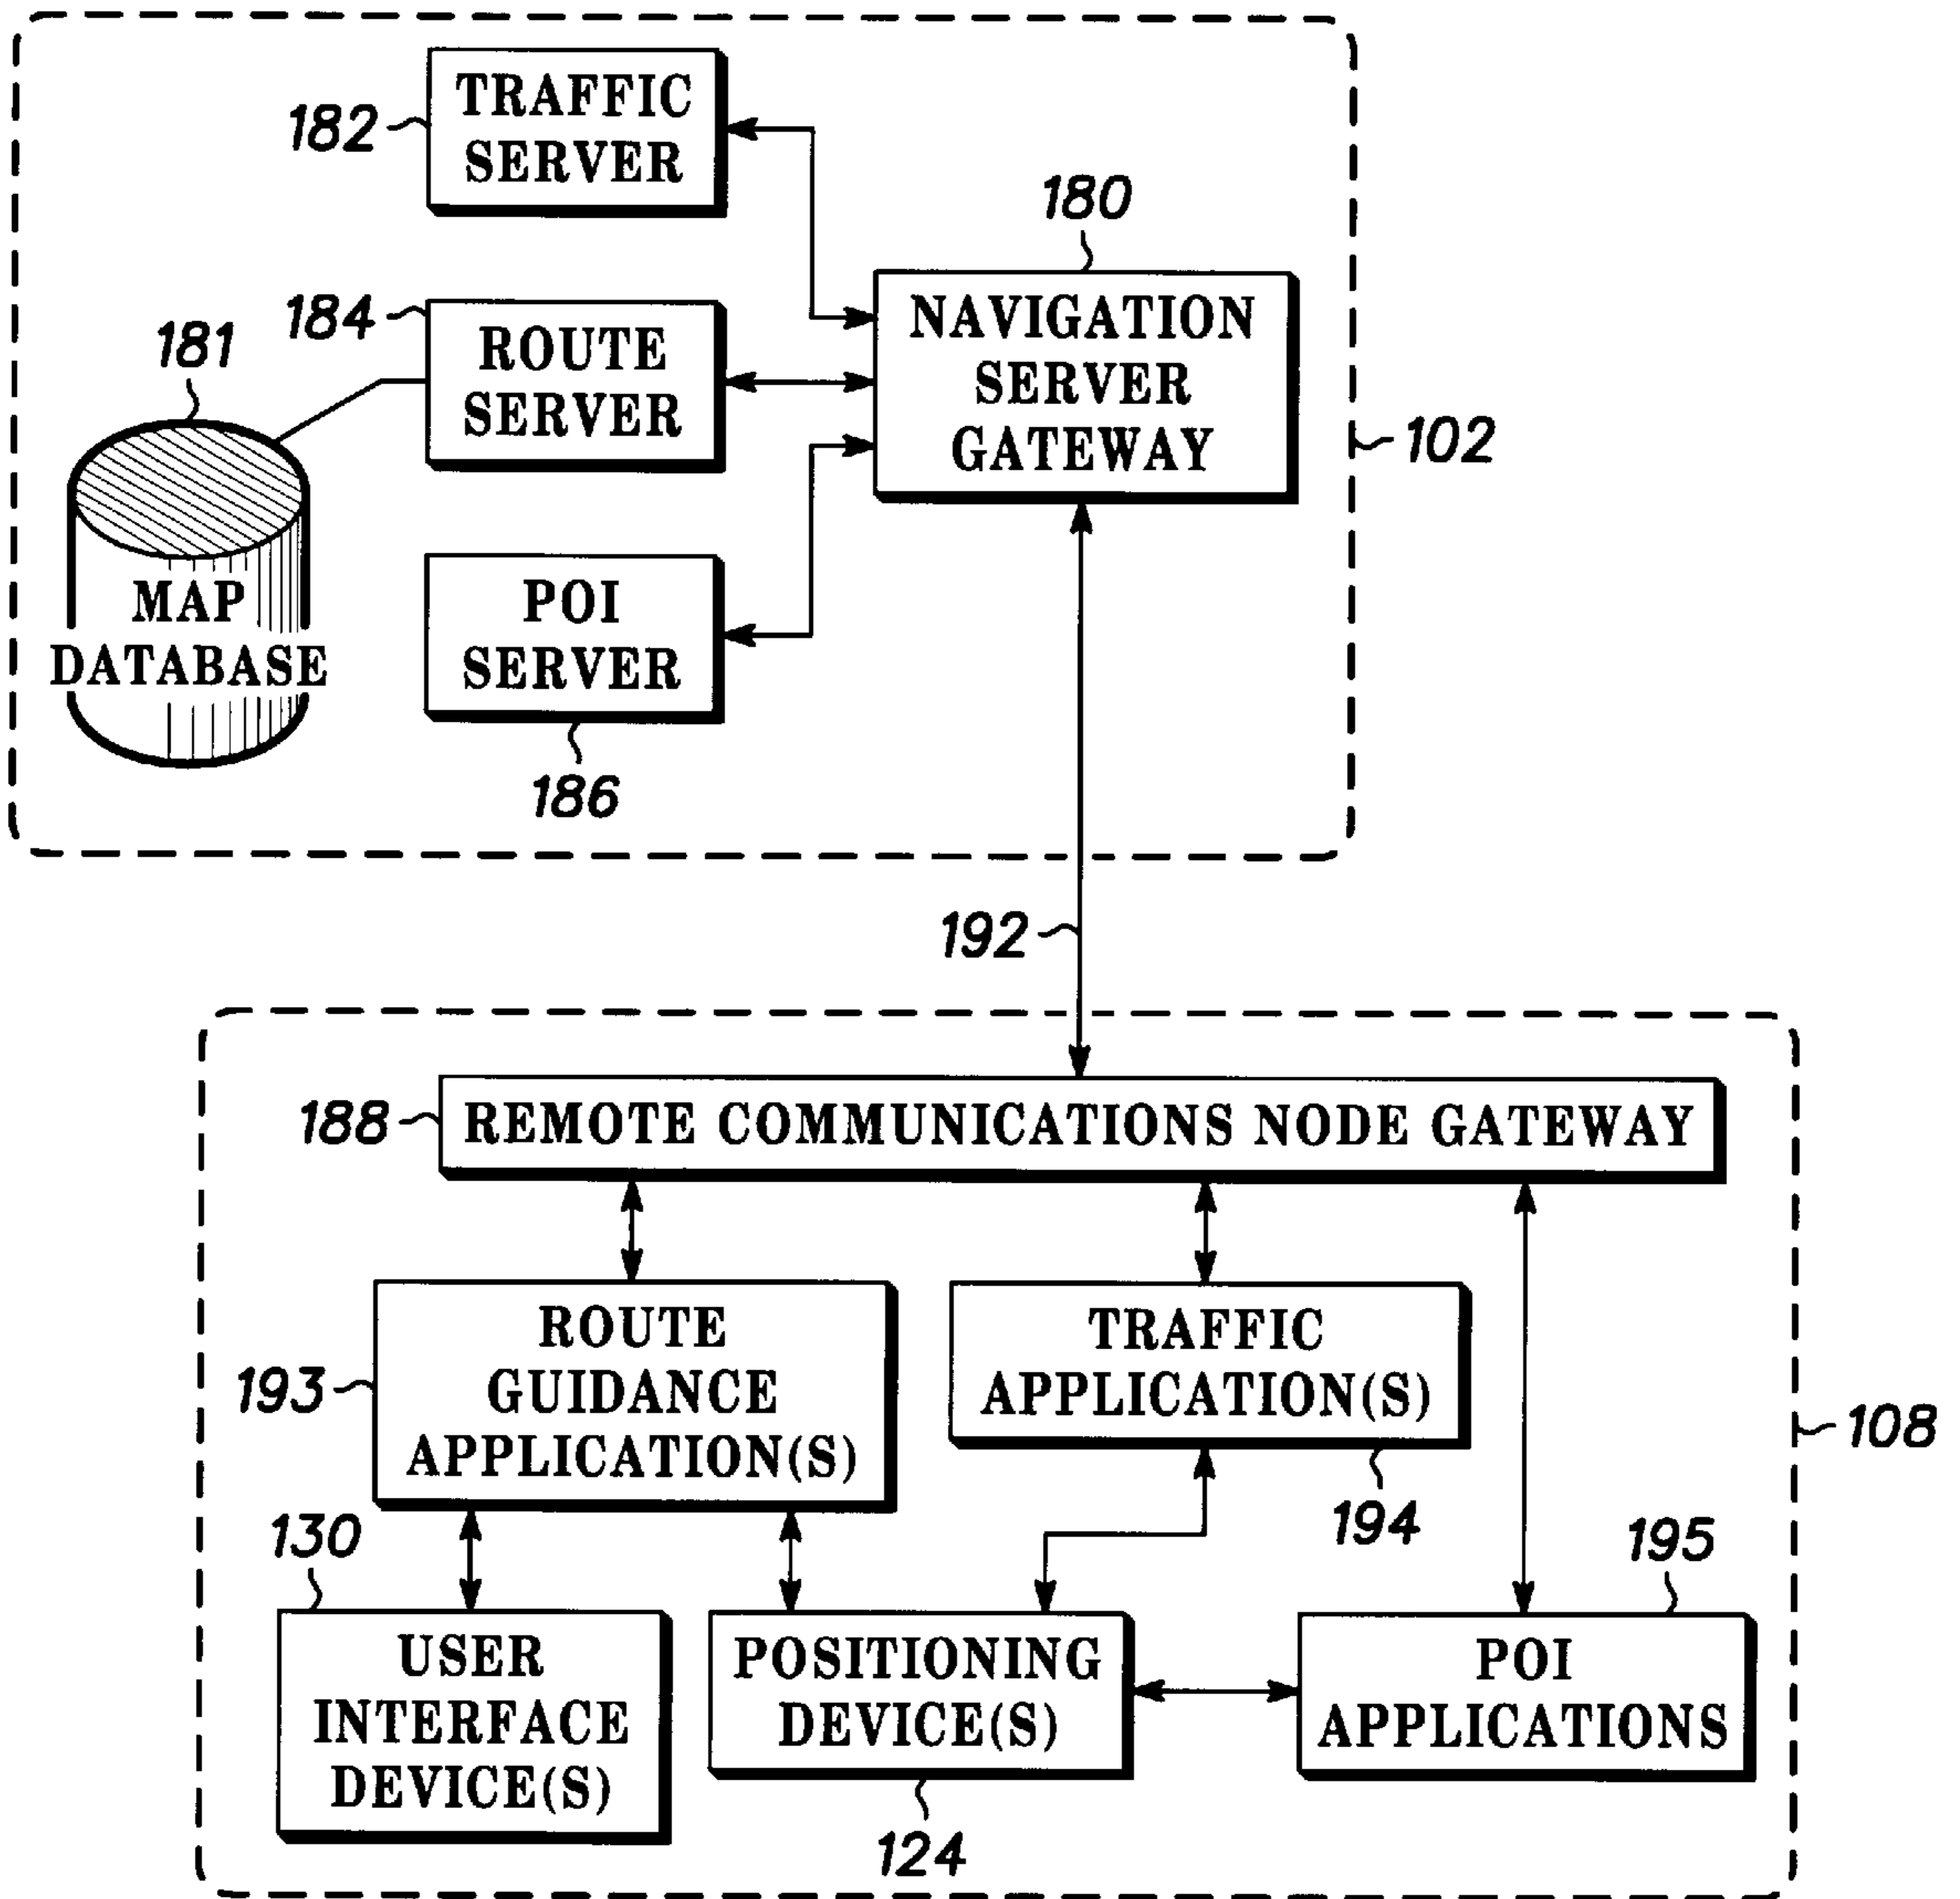 TRAFFIC
SERVER
182
180
184
ROUTE
SERVER
NAVIGATION
SERVER
GATEWAY
181
102
MAP
DATABASE
POI
SERVER
186
192
188
REMOTE COMMUNICATIONS NODE GATEWAY
ROUTE
GUIDANCE
APPLICATION(S)
193
TRAFFIC
APPLICATION(S)
108
194
130
195
USER
INTERFACE
DEVICE(S)
POSITIONING
DEVICE(S)
POI
APPLICATIONS
124